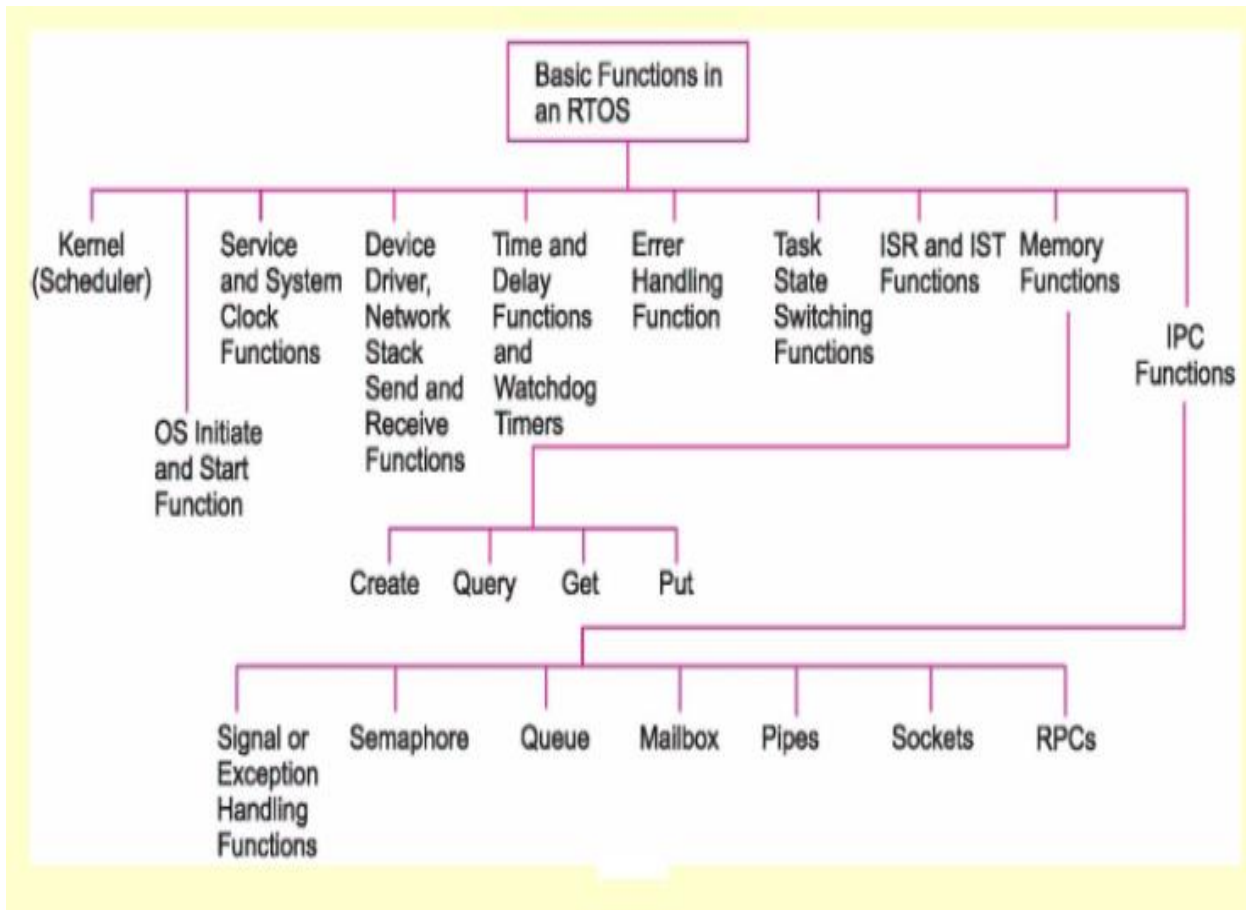 Basic Functions in
an RTOS
Kernel
(Scheduler)
OS Initiate
and Start
Function
Service
and System
Clock
Functions
Device
Driver,
Network
Stack
Send and
Receive
Functions
Time and
Delay
Functions
and
Watchdog
Timers
Errer
Handling
Function
Task
State
Switching
Functions
ISR and IST
Functions
Memory
Functions
IPC
Functions
Create
Query
Get
Put
Signal or
Exception
Handling
Functions
Semaphore
Queue
Mailbox
Pipes
Sockets
RPCs